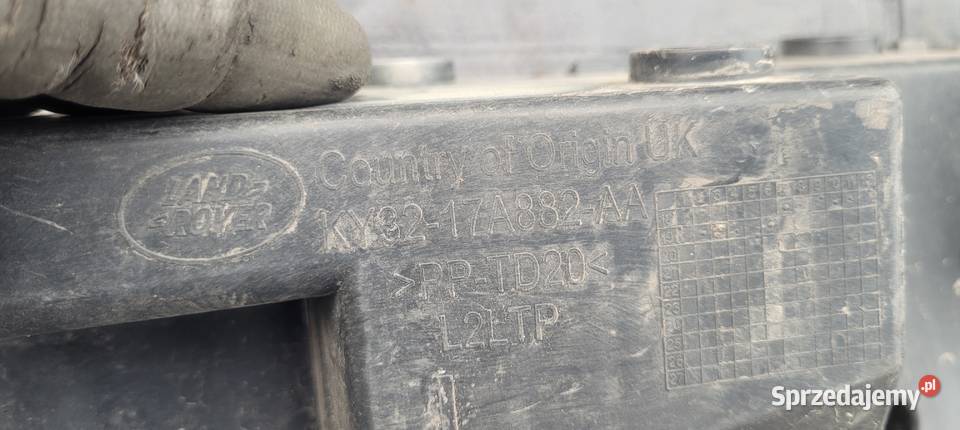 LAND
ROVER
Country of Origin UK
KY32-17A882-AA
>PP-TD20<
L2LTP
Sprzedajemy.pl